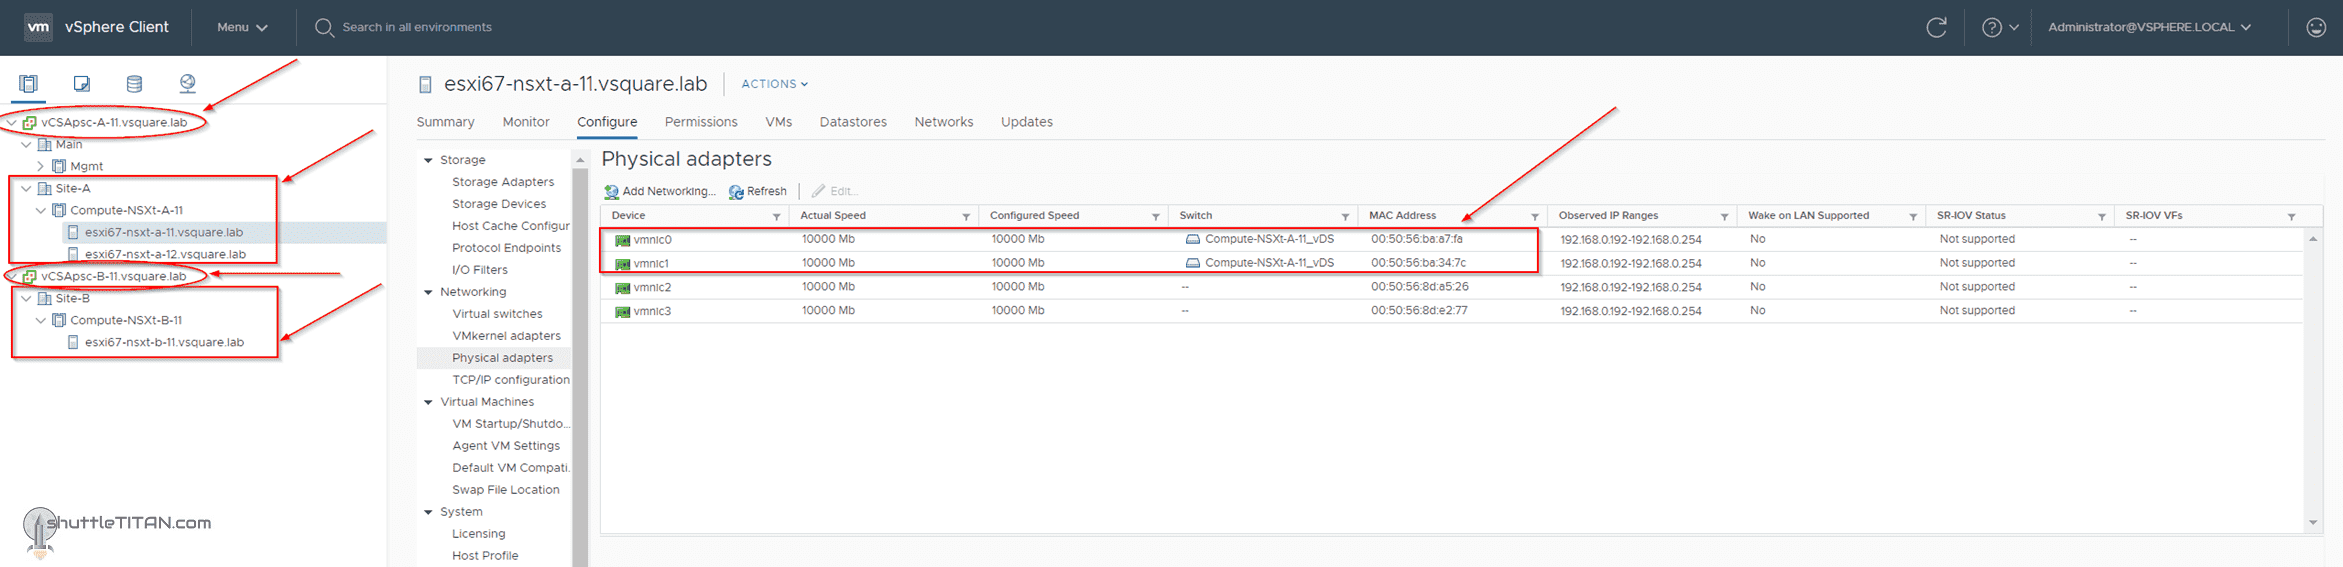 vm vSphere Client Menu Search in all environments Administrator@VSPHERE.LOCAL
vCSApsc-A-11.vsquare.lab
Main
Mgmt
Site-A
Compute-NSXt-A-11
esxi67-nsxt-a-11.vsquare.lab
esxi67-nsxt-a-12.vsquare.lab
vCSApsc-B-11.vsquare.lab
Site-B
Compute-NSXt-B-11
esxi67-nsxt-b-11.vsquare.lab
shuttleTITAN.com
esxi67-nsxt-a-11.vsquare.lab ACTIONS
Summary Monitor Configure Permissions VMs Datastores Networks Updates
Storage
Storage Adapters
Storage Devices
Host Cache Configur
Protocol Endpoints
I/O Filters
Networking
Virtual switches
VMkernel adapters
Physical adapters
TCP/IP configuration
Virtual Machines
VM Startup/Shutdo...
Agent VM Settings
Default VM Compati..
Swap File Location
System
Licensing
Host Profile
Physical adapters
Add Networking... Refresh Edit...
Device Actual Speed Configured Speed Switch MAC Address Observed IP Ranges Wake on LAN Supported SR-IOV Status SR-IOV VFs
vmnic0 10000 Mb 10000 Mb Compute-NSXt-A-11_vDS 00:50:56:ba:a7:fa 192.168.0.192-192.168.0.254 No Not supported --
vmnic1 10000 Mb 10000 Mb Compute-NSXt-A-11_vDS 00:50:56:ba:34:7c 192.168.0.192-192.168.0.254 No Not supported --
vmnic2 10000 Mb 10000 Mb -- 00:50:56:8d:a5:26 192.168.0.192-192.168.0.254 No Not supported --
vmnic3 10000 Mb 10000 Mb -- 00:50:56:8d:e2:77 192.168.0.192-192.168.0.254 No Not supported --